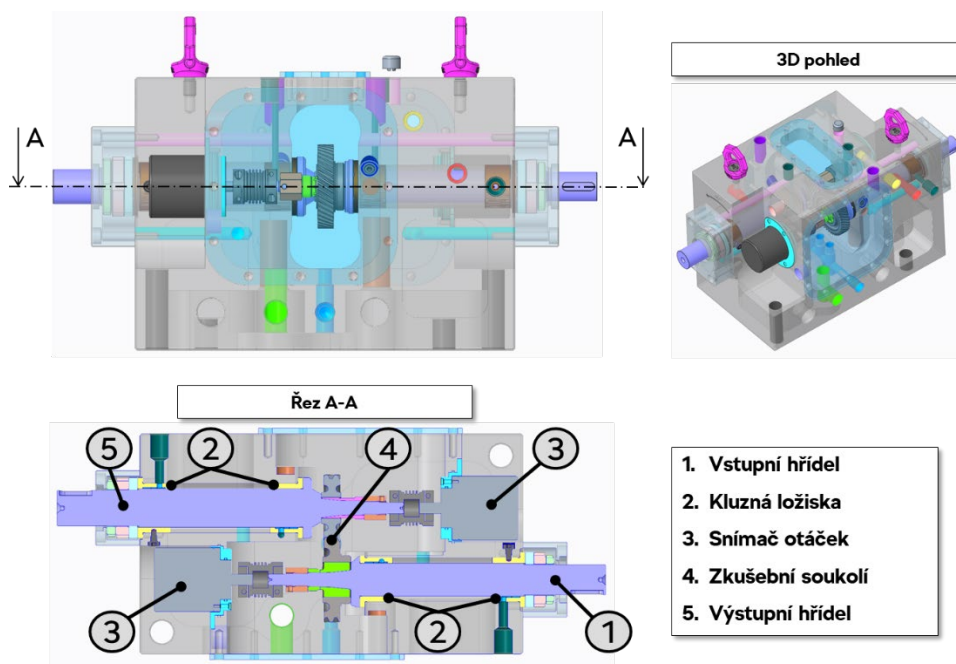 A
A
3D pohled
Řez A-A
5
2
4
3
3
2
1
1. Vstupní hřídel
2. Kluzná ložiska
3. Snímač otáček
4. Zkušební soukolí
5. Výstupní hřídel